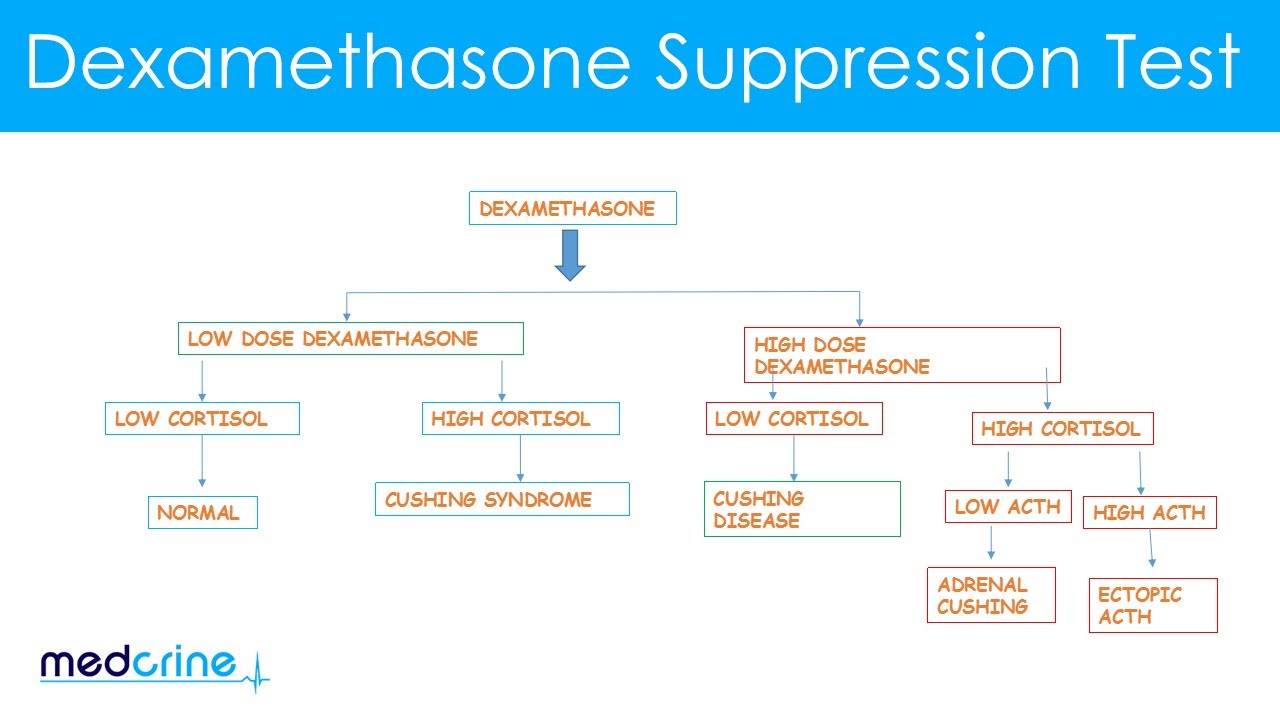 Dexamethasone Suppression Test
DEXAMETHASONE
LOW DOSE DEXAMETHASONE
HIGH DOSE
DEXAMETHASONE
LOW CORTISOL
HIGH CORTISOL
LOW CORTISOL
HIGH CORTISOL
NORMAL
CUSHING SYNDROME
CUSHING
DISEASE
LOW ACTH
HIGH ACTH
ADRENAL
CUSHING
ECTOPIC
ACTH
medcrine